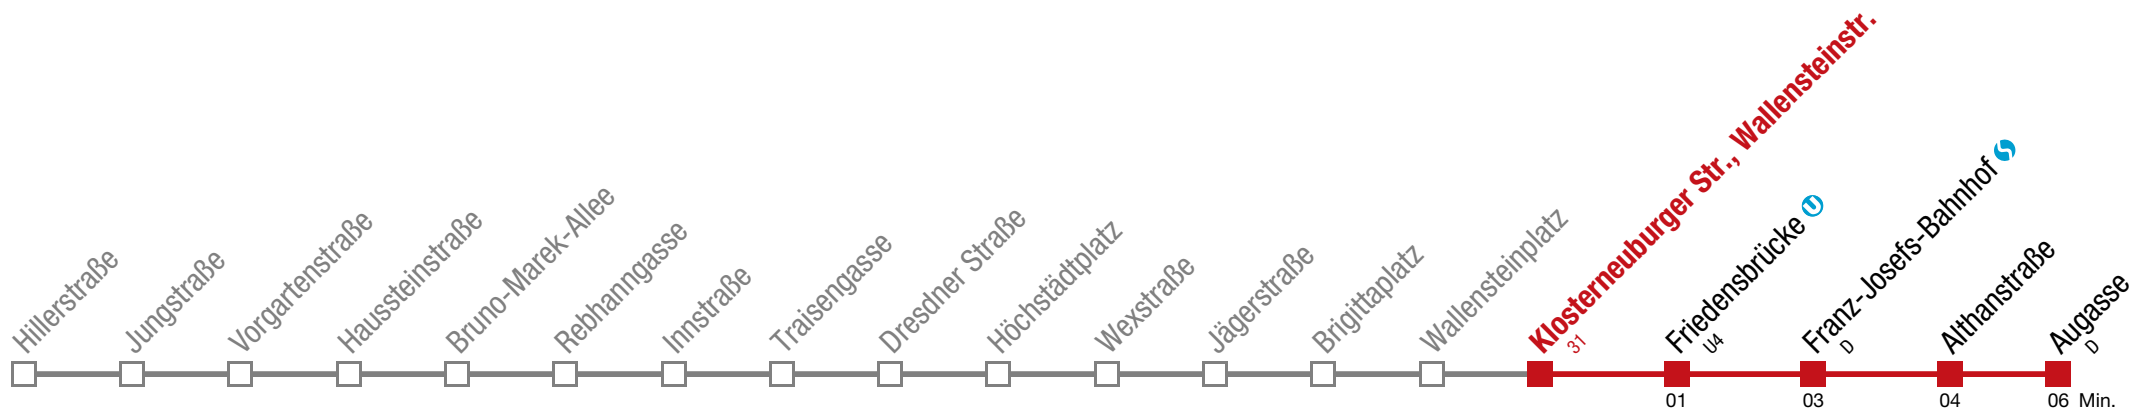 Hillerstraße
Jungstraße
Vorgartenstraße
Haussteinstraße
Bruno-Marek-Allee
Rebhanngasse
Innstraße
Traisengasse
Dresdner Straße
Höchstädtplatz
Wexstraße
Jägerstraße
Brigittaplatz
Wallensteinplatz
Klosterneuburger Str., Wallensteinstr.
31
Friedensbrücke U
U4
Franz-Josefs-Bahnhof S
D
Althanstraße
Augasse
D
01 03 04 06 Min.